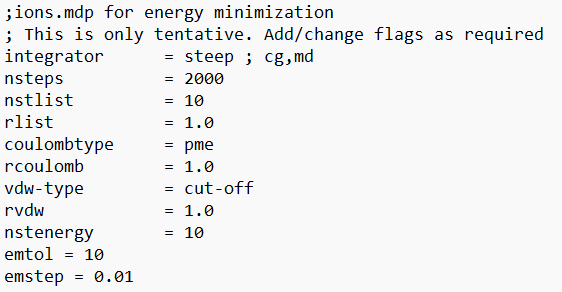 ;ions.mdp for energy minimization
; This is only tentative. Add/change flags as required
integrator      = steep ; cg,md
nsteps          = 2000
nstlist         = 10
rlist           = 1.0
coulombtype     = pme
rcoulomb        = 1.0
vdw-type        = cut-off
rvdw            = 1.0
nstenergy       = 10
emtol = 10
emstep = 0.01